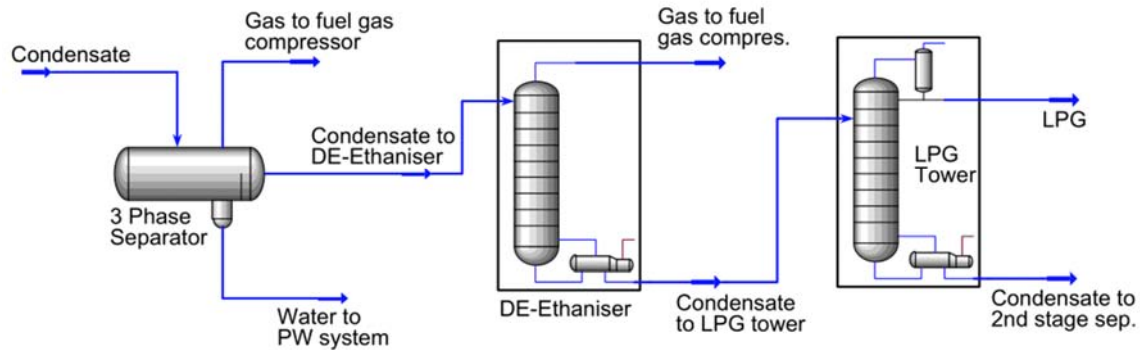 Condensate
Gas to fuel gas
compressor
Condensate to
DE-Ethaniser
3 Phase
Separator
Water to
PW system
Gas to fuel
gas compres.
DE-Ethaniser
Condensate
to LPG tower
LPG
LPG
Tower
Condensate to
2nd stage sep.